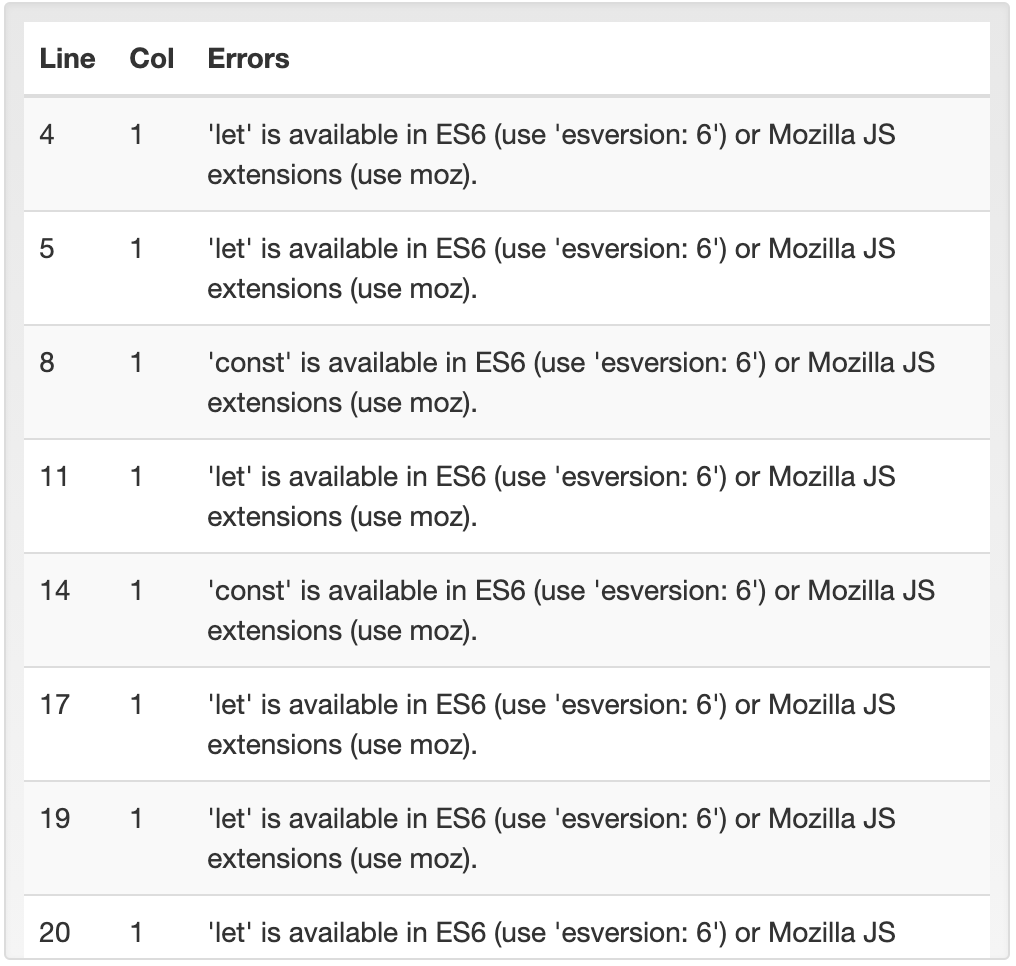 Line Col Errors
4 1 'let' is available in ES6 (use 'esversion: 6') or Mozilla JS
extensions (use moz).
5 1 'let' is available in ES6 (use 'esversion: 6') or Mozilla JS
extensions (use moz).
8 1 'const' is available in ES6 (use 'esversion: 6') or Mozilla JS
extensions (use moz).
11 1 'let' is available in ES6 (use 'esversion: 6') or Mozilla JS
extensions (use moz).
14 1 'const' is available in ES6 (use 'esversion: 6') or Mozilla JS
extensions (use moz).
17 1 'let' is available in ES6 (use 'esversion: 6') or Mozilla JS
extensions (use moz).
19 1 'let' is available in ES6 (use 'esversion: 6') or Mozilla JS
extensions (use moz).
20 1 'let' is available in ES6 (use 'esversion: 6') or Mozilla JS